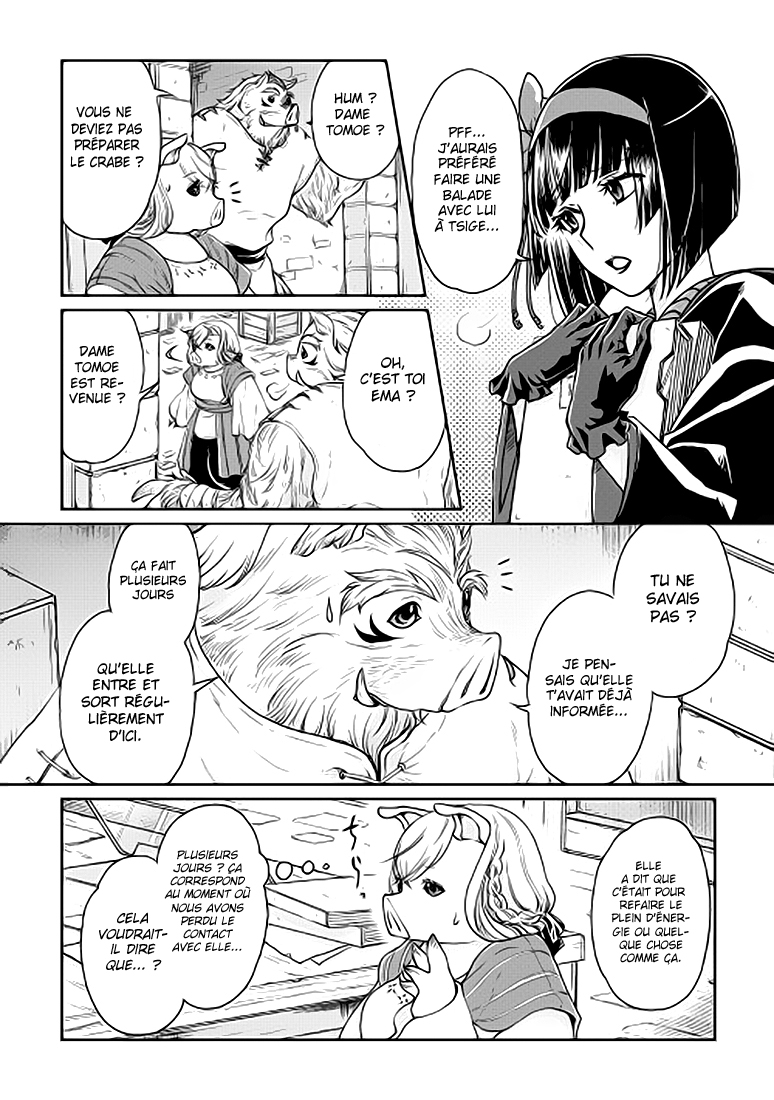 PFF...
J'AURAIS
PRÉFÉRÉ
FAIRE UNE
BALADE
AVEC LUI
À TSIGE...
HUM ?
DAME
TOMOE ?
VOUS NE
DEVIEZ PAS
PRÉPARER
LE CRABE ?
OH,
C'EST TOI
EMA ?
DAME
TOMOE
EST RE-
VENUE ?
TU NE
SAVAIS
PAS ?
JE PEN-
SAIS QU'ELLE
T'AVAIT DÉJÀ
INFORMÉE...
ÇA FAIT
PLUSIEURS
JOURS
QU'ELLE
ENTRE ET
SORT RÉGU-
LIÈREMENT
D'ICI.
ELLE
A DIT QUE
C'ÉTAIT POUR
REFAIRE LE
PLEIN D'ÉNER-
GIE OU QUEL-
QUE CHOSE
COMME ÇA.
PLUSIEURS
JOURS ? ÇA
CORRESPOND
AU MOMENT OÙ
NOUS AVONS
PERDU LE
CONTACT
AVEC ELLE...
CELA
VOUDRAIT-
IL DIRE
QUE... ?